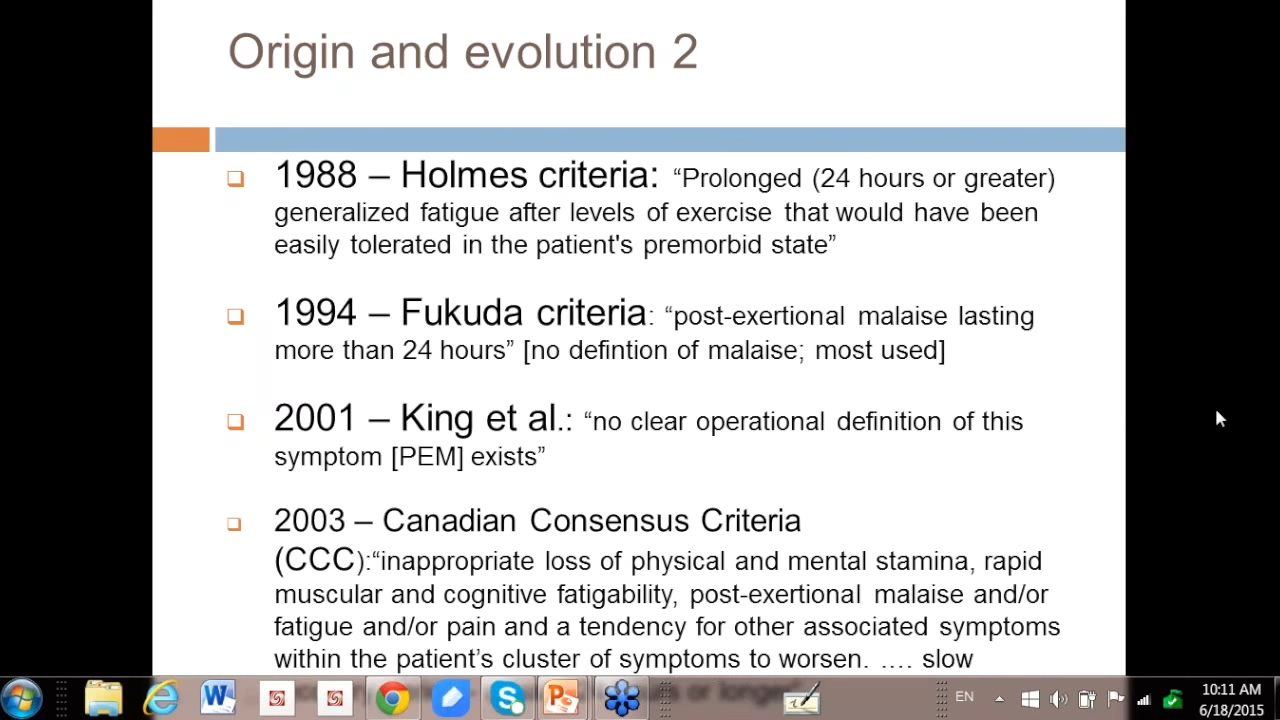 Origin and evolution 2
❑ 1988 – Holmes criteria: “Prolonged (24 hours or greater)
generalized fatigue after levels of exercise that would have been
easily tolerated in the patient's premorbid state”
❑ 1994 – Fukuda criteria: “post-exertional malaise lasting
more than 24 hours” [no defintion of malaise; most used]
❑ 2001 – King et al.: “no clear operational definition of this
symptom [PEM] exists”
❑ 2003 – Canadian Consensus Criteria
(CCC):“inappropriate loss of physical and mental stamina, rapid
muscular and cognitive fatigability, post-exertional malaise and/or
fatigue and/or pain and a tendency for other associated symptoms
within the patient’s cluster of symptoms to worsen. .… slow
EN
10:11 AM
6/18/2015